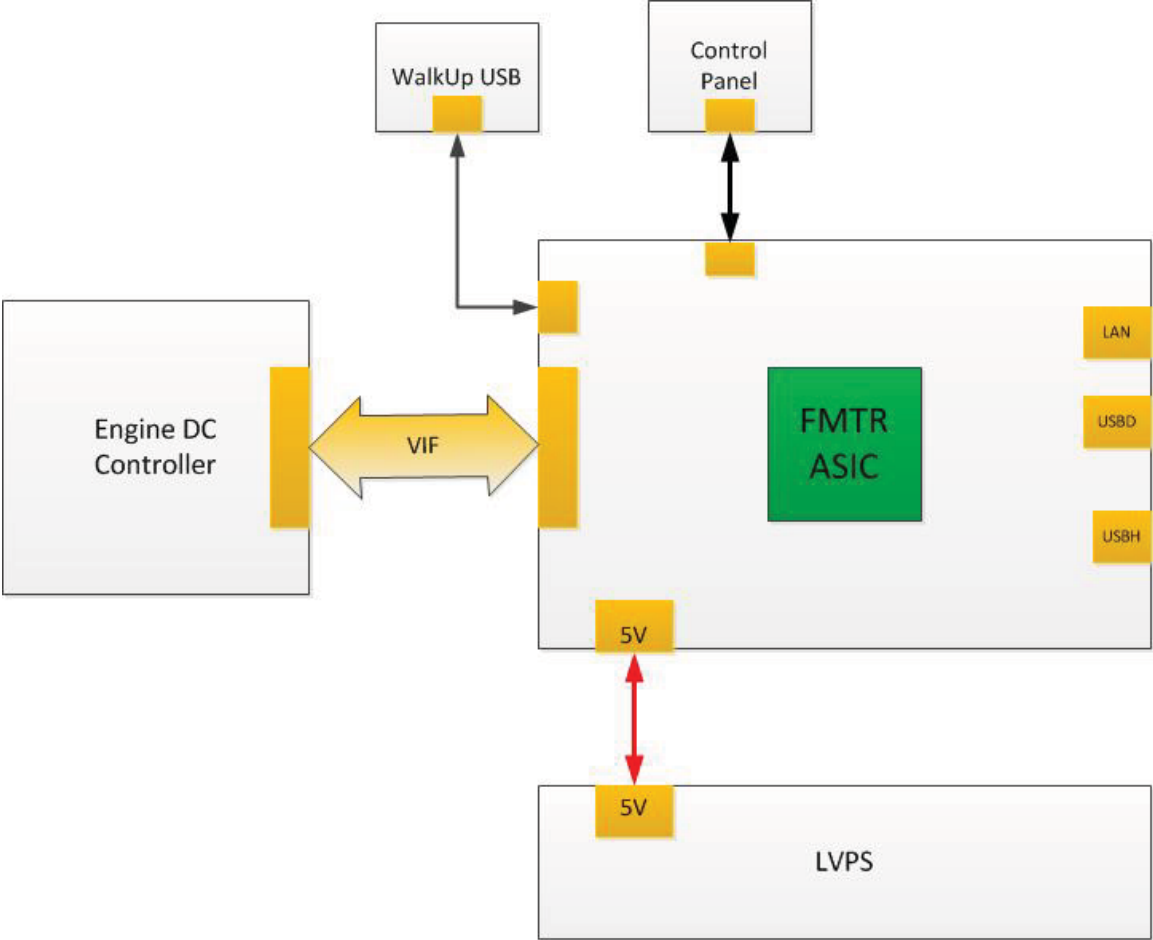 WalkUp USB
Control
Panel
Engine DC
Controller
VIF
FMTR
ASIC
LAN
USBD
USBH
5V
5V
LVPS